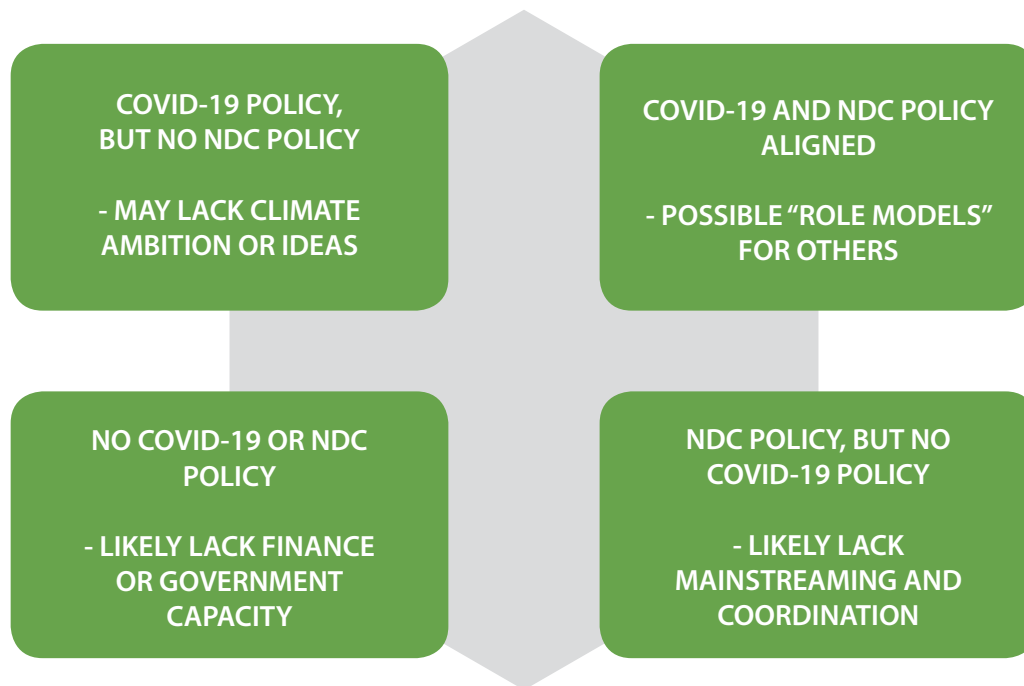 COVID-19 POLICY,
BUT NO NDC POLICY
- MAY LACK CLIMATE
AMBITION OR IDEAS
COVID-19 AND NDC POLICY
ALIGNED
- POSSIBLE “ROLE MODELS”
FOR OTHERS
NO COVID-19 OR NDC
POLICY
- LIKELY LACK FINANCE
OR GOVERNMENT
CAPACITY
NDC POLICY, BUT NO
COVID-19 POLICY
- LIKELY LACK
MAINSTREAMING AND
COORDINATION